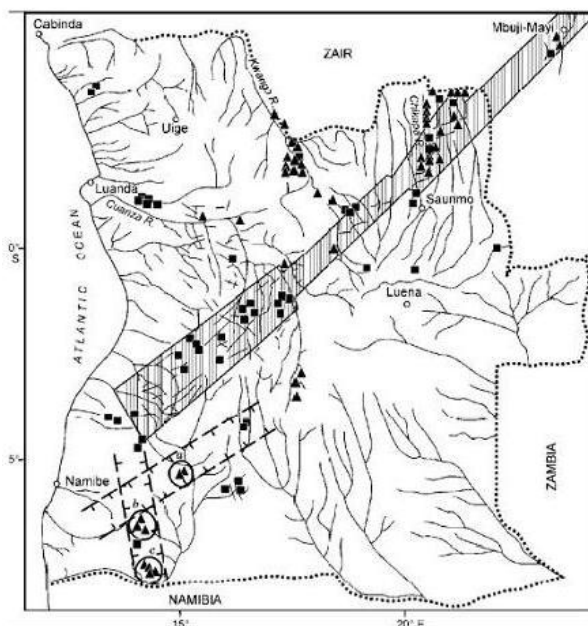 Cabinda
Mbuji-Mayi
ZAIR
Kwango R.
Chikapa R.
Uige
Luanda
Cuanza R.
Saurimo
ATLANTIC OCEAN
0°
S
Luena
5°
a
Namibe
b
c
ZAMBIA
NAMIBIA
15°
20° E